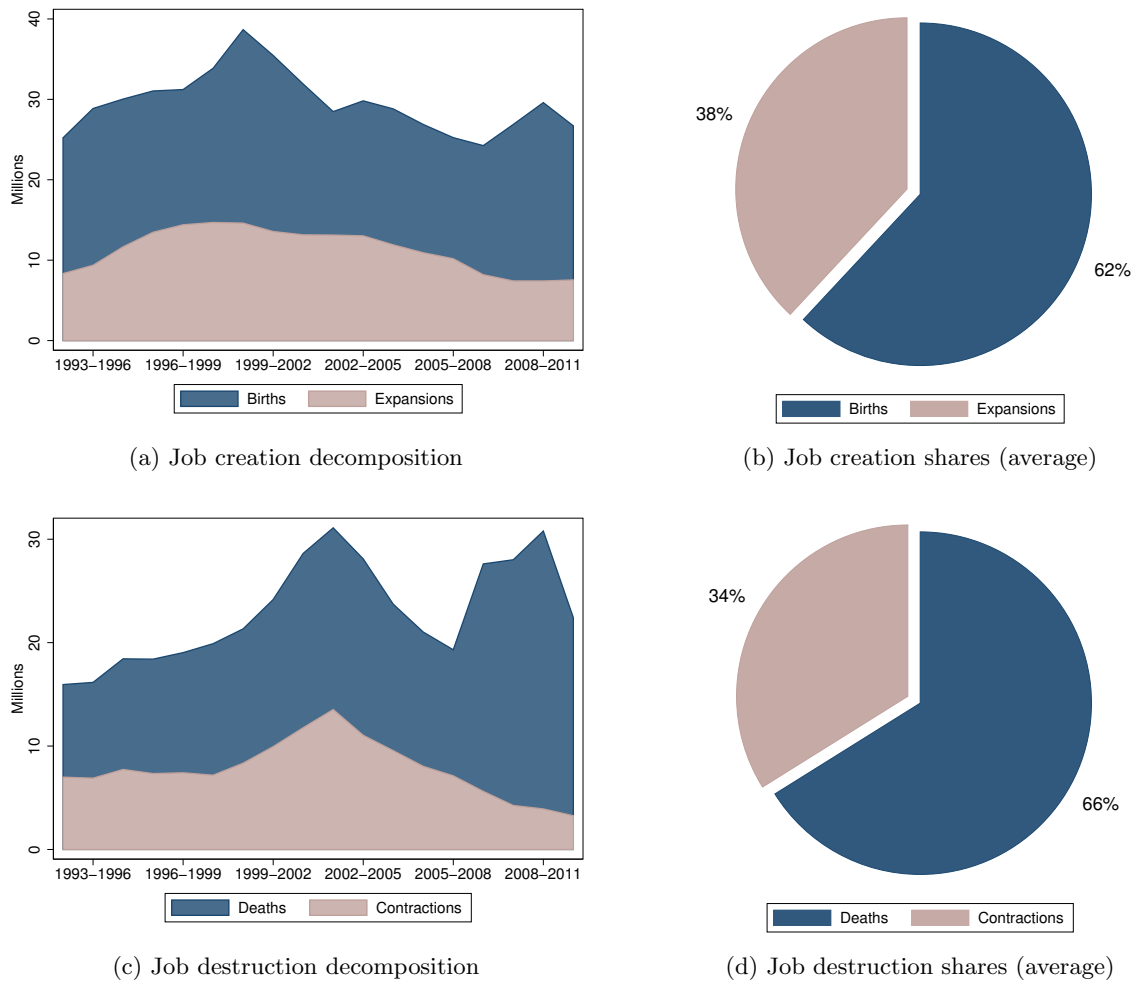 40
30
20
10
0
Millions
1993–1996 1996–1999 1999–2002 2002–2005 2005–2008 2008–2011
Births Expansions
(a) Job creation decomposition
38%
62%
Births Expansions
(b) Job creation shares (average)
30
20
10
0
Millions
1993–1996 1996–1999 1999–2002 2002–2005 2005–2008 2008–2011
Deaths Contractions
(c) Job destruction decomposition
34%
66%
Deaths Contractions
(d) Job destruction shares (average)